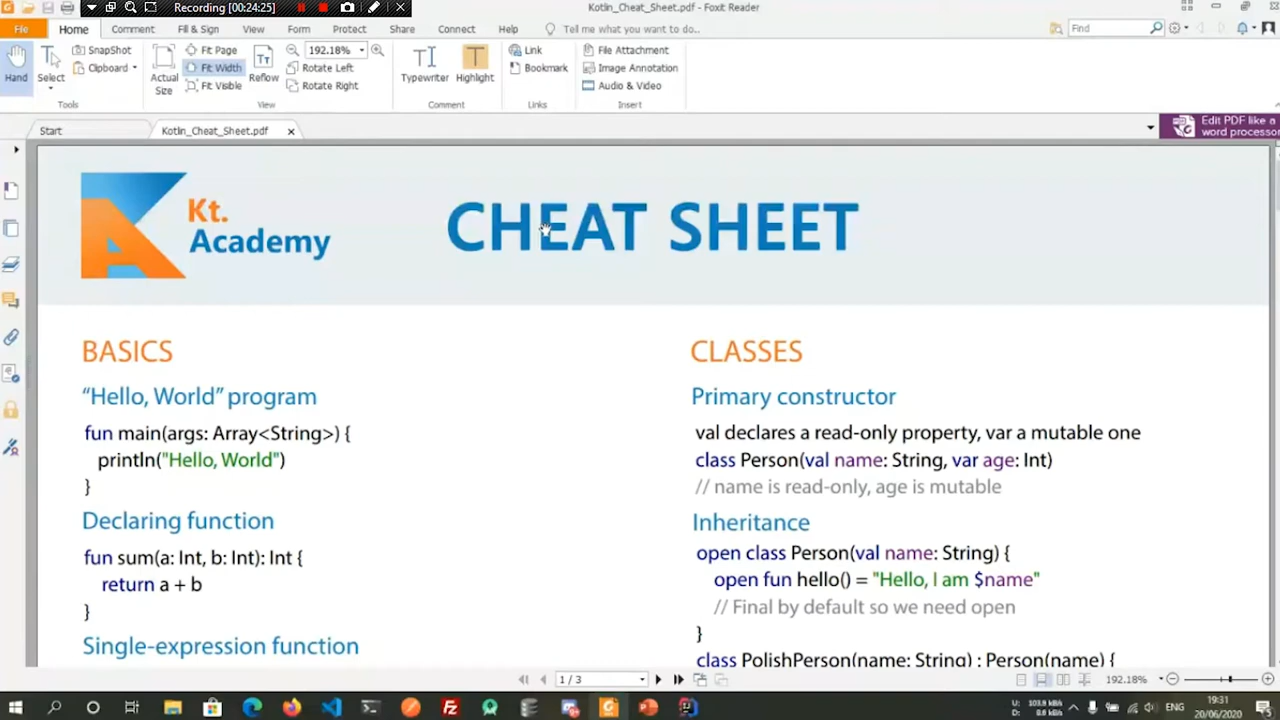 Recording [00:24:25]
Kotlin_Cheat_Sheet.pdf - Foxit Reader
File Home Comment Fill & Sign View Form Protect Share Connect Help Tell me what you want to do.. Find
Hand
Select
SnapShot
Clipboard
Tools
Actual Size
Fit Page
Fit Width
Fit Visible
Reflow
192.18%
Rotate Left
Rotate Right
View
Typewriter
Highlight
Comment
Link
Bookmark
Links
File Attachment
Image Annotation
Audio & Video
Insert
Start
Kotlin_Cheat_Sheet.pdf
Edit PDF like a
word processor
Kt.
Academy
CHEAT SHEET
BASICS
"Hello, World" program
fun main(args: Array<String>) {
println("Hello, World")
}
Declaring function
fun sum(a: Int, b: Int): Int {
return a + b
}
Single-expression function
CLASSES
Primary constructor
val declares a read-only property, var a mutable one
class Person(val name: String, var age: Int)
// name is read-only, age is mutable
Inheritance
open class Person(val name: String) {
open fun hello() = "Hello, I am $name"
// Final by default so we need open
}
class PolishPerson(name: String) : Person(name) {
1 / 3
192.18%
U: 103.9 kB/s
D: 8.8 kB/s
ENG
19:31
20/06/2020